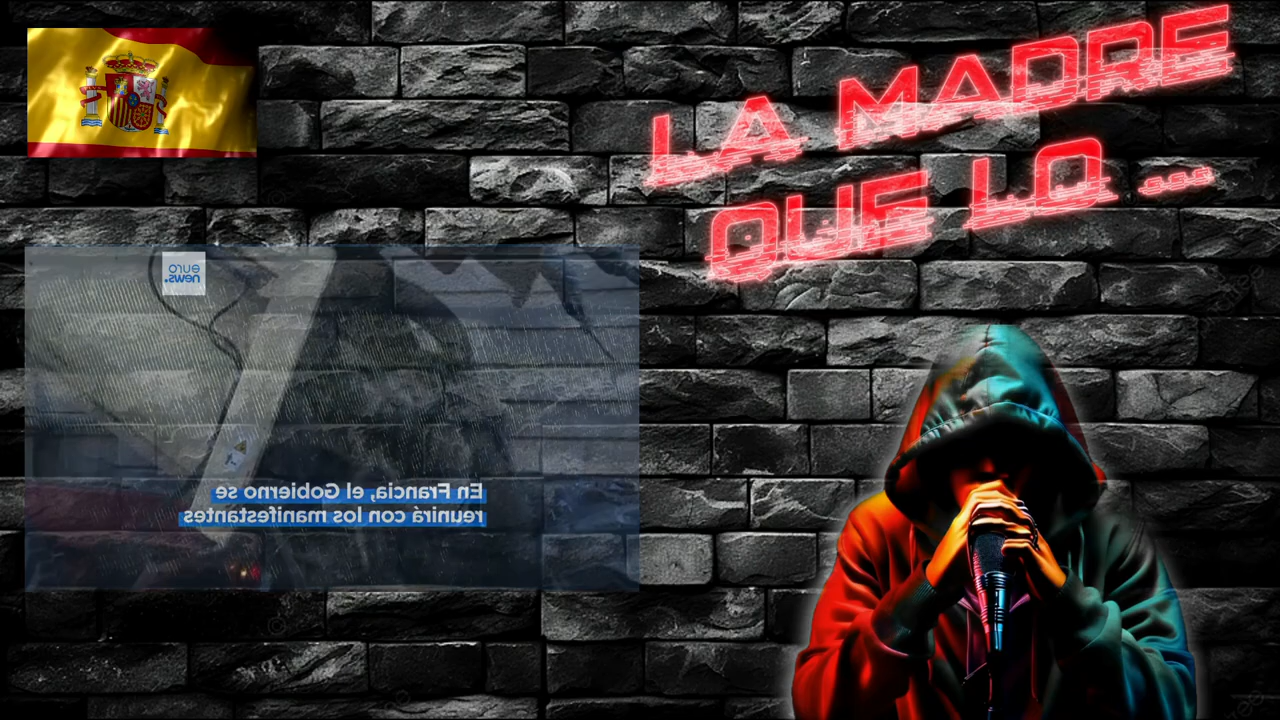 LA MADRE
QUE LO ...
euro
news.
En Francia, el Gobierno se
reunirá con los manifestantes